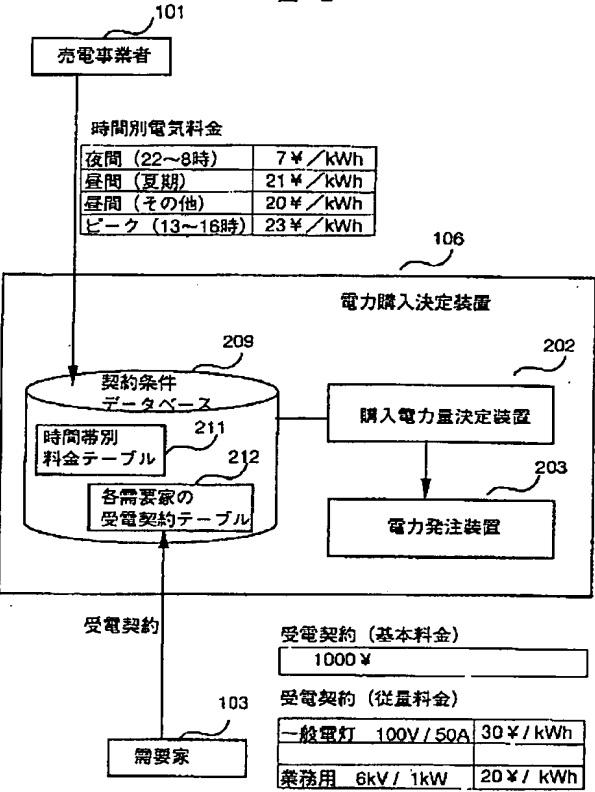 101
売電事業者
時間別電気料金
夜間（22～8時） 7￥／kWh
昼間（夏期） 21￥／kWh
昼間（その他） 20￥／kWh
ピーク（13～16時） 23￥／kWh
106
電力購入決定装置
209
契約条件
データベース
202
購入電力量決定装置
時間帯別
料金テーブル
211
212
各需要家の
受電契約テーブル
203
電力発注装置
受電契約
受電契約（基本料金）
1000￥
受電契約（従量料金）
103
需要家
一般電灯 100V / 50A 30￥/ kWh
業務用 6kV / 1kW 20￥/ kWh